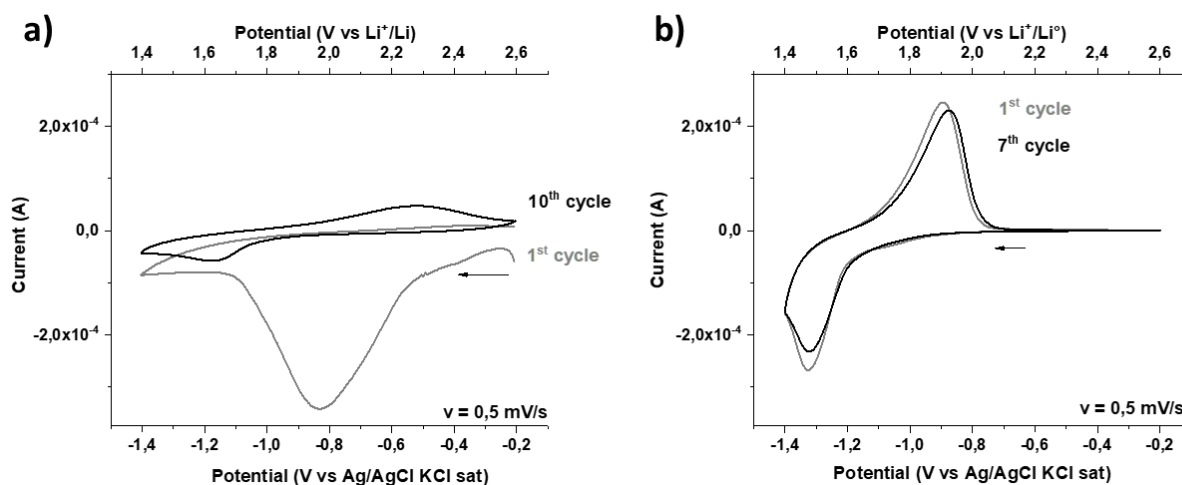 a)
Potential (V vs Li⁺/Li)
1,4 1,6 1,8 2,0 2,2 2,4 2,6
Current (A)
2,0x10⁻⁴
0,0
-2,0x10⁻⁴
10th cycle
1st cycle
v = 0,5 mV/s
-1,4 -1,2 -1,0 -0,8 -0,6 -0,4 -0,2
Potential (V vs Ag/AgCl KCl sat)
b)
Potential (V vs Li⁺/Li°)
1,4 1,6 1,8 2,0 2,2 2,4 2,6
Current (A)
2,0x10⁻⁴
0,0
-2,0x10⁻⁴
1st cycle
7th cycle
v = 0,5 mV/s
-1,4 -1,2 -1,0 -0,8 -0,6 -0,4 -0,2
Potential (V vs Ag/AgCl KCl sat)